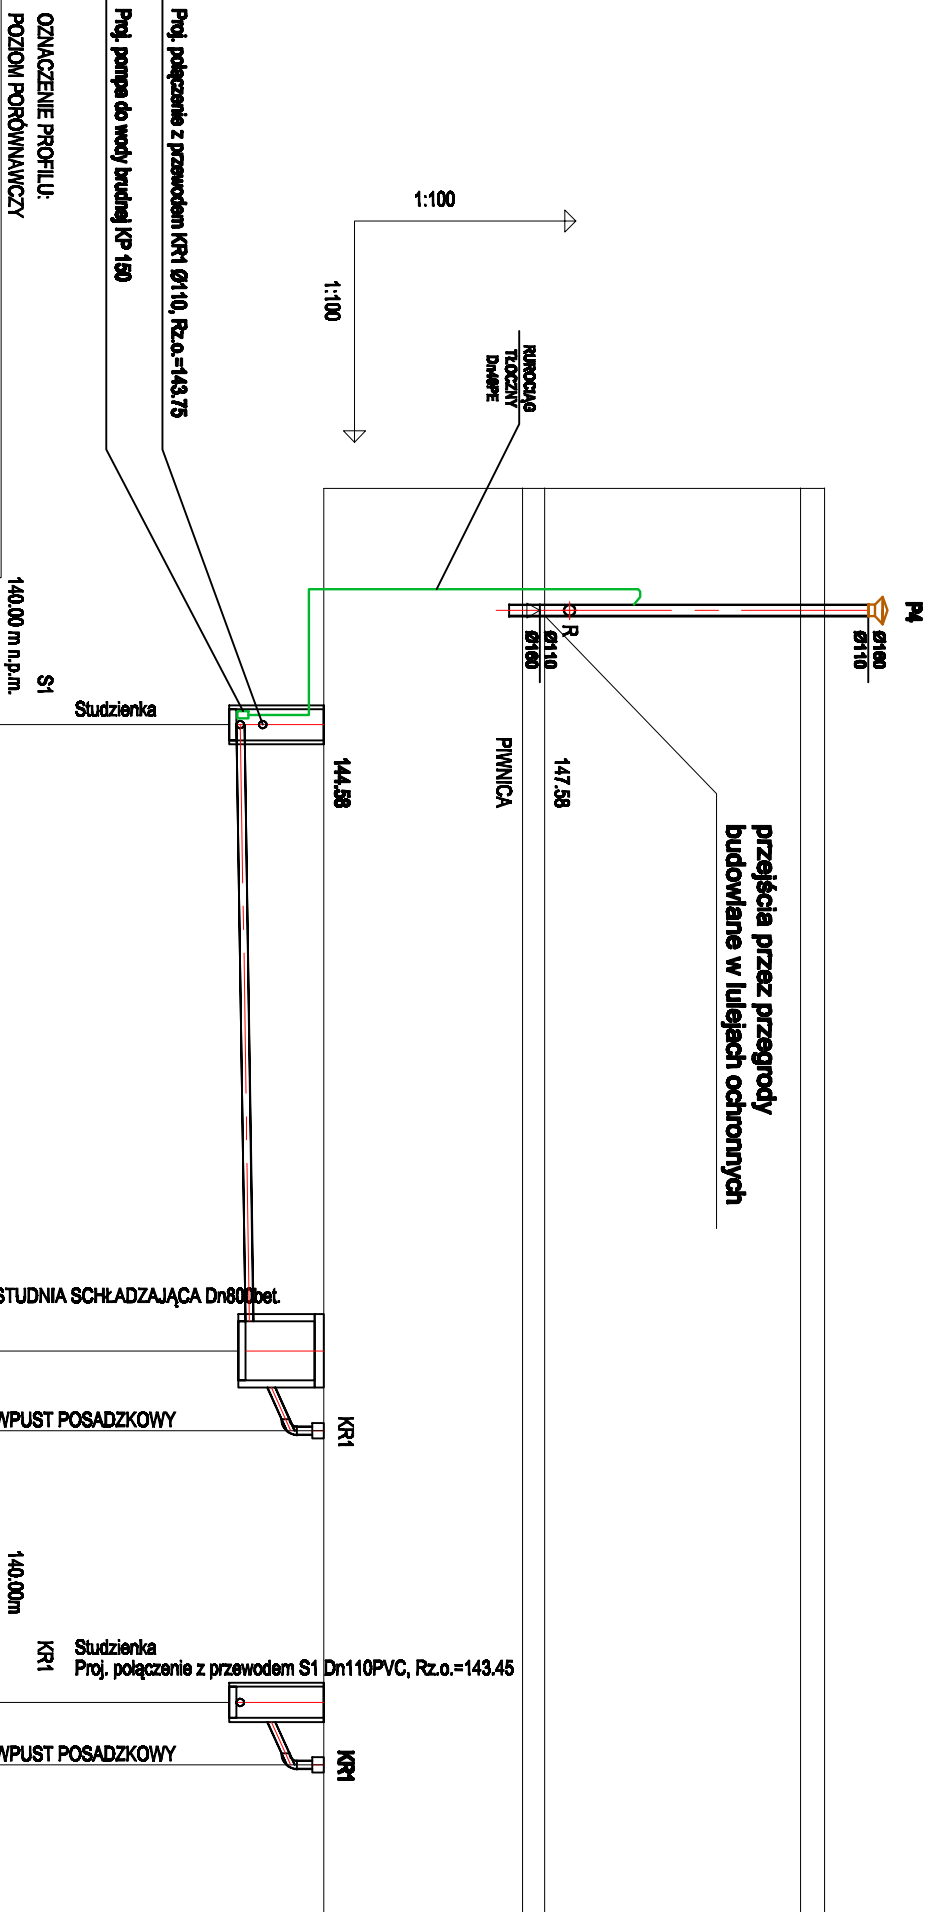 P4
Ø160
Ø110
R
Ø110
Ø160
1:100
1:100
RUROCIĄG
TŁOCZNY
Dn40PE
147.58
PIWNICA
przejścia przez przegrody
budowlane w tulejach ochronnych
144.58
Proj. połączenie z przewodem KR1 Ø110, Rz.o.=143.75
Proj. pompa do wody brudnej KP 150
OZNACZENIE PROFILU:
POZIOM PORÓWNAWCZY
S1
140.00 m n.p.m.
Studzienka
STUDNIA SCHŁADZAJĄCA Dn800bet.
WPUST POSADZKOWY
KR1
140.00m
KR1
Studzienka
Proj. połączenie z przewodem S1 Dn110PVC, Rz.o.=143.45
WPUST POSADZKOWY
KR1